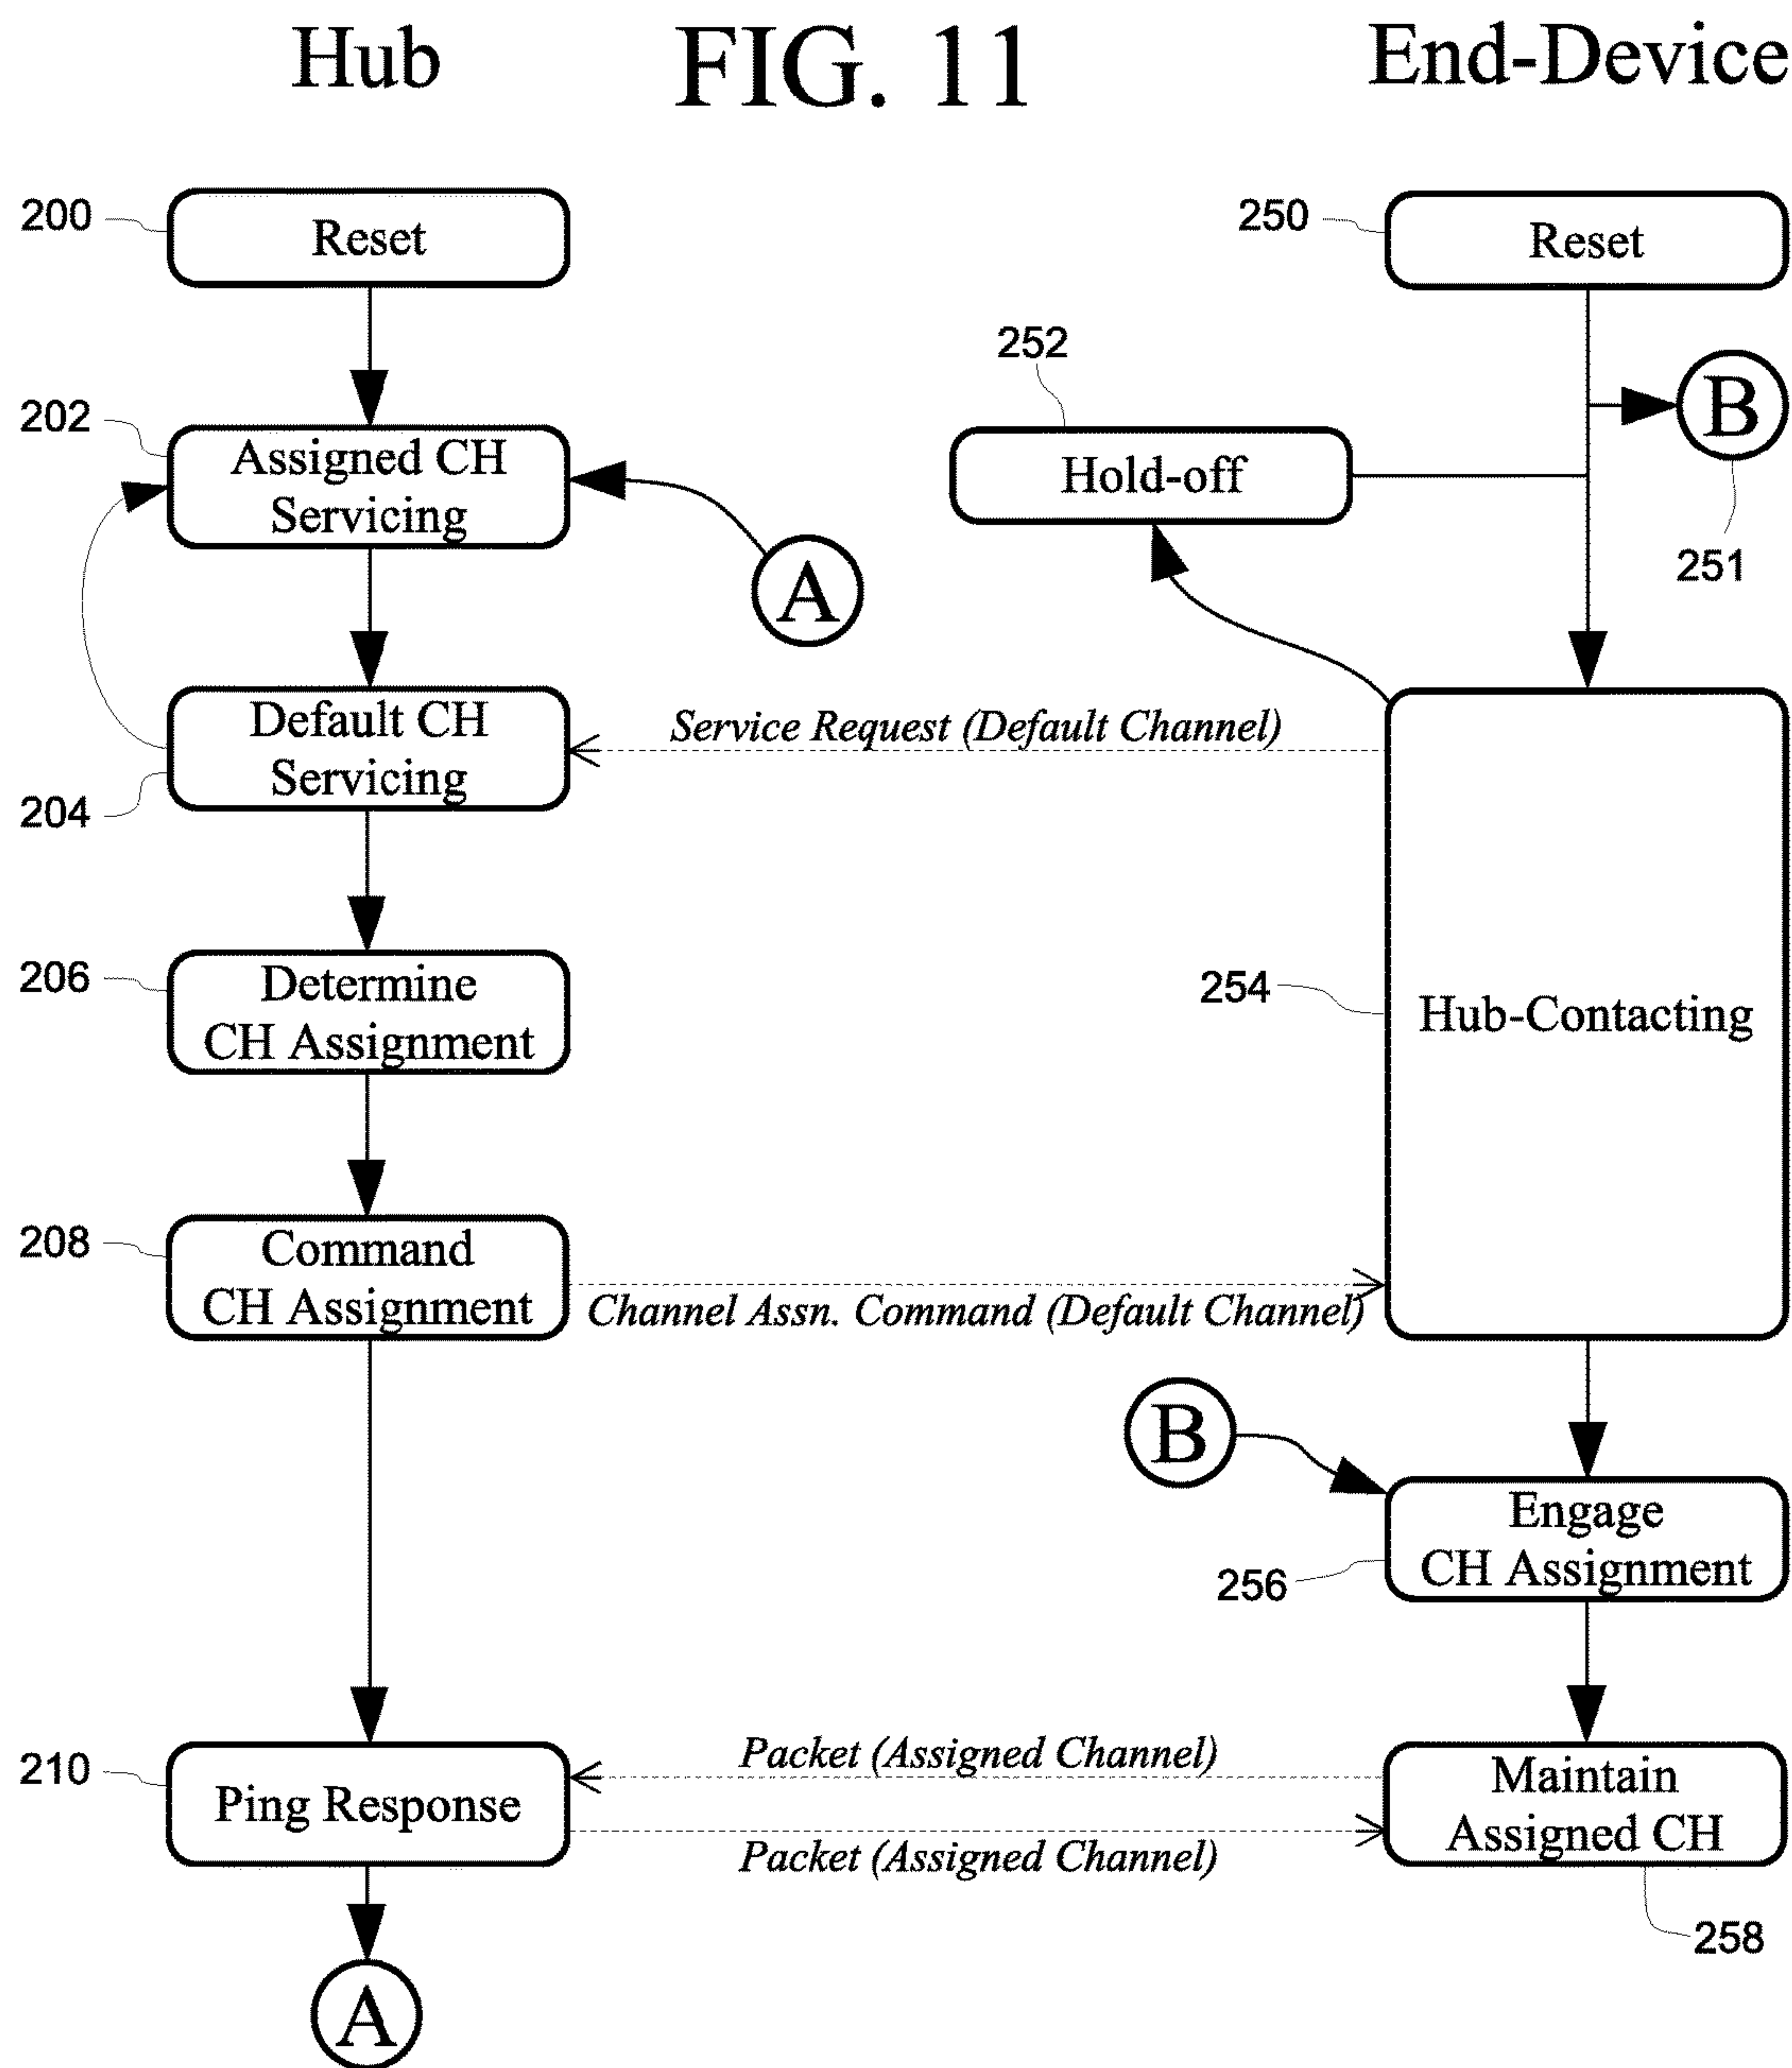 Hub
FIG. 11
End-Device
200
Reset
250
Reset
252
B
202
Assigned CH
Servicing
Hold-off
251
A
Default CH
Servicing
204
Service Request (Default Channel)
206
Determine
CH Assignment
254
Hub-Contacting
208
Command
CH Assignment
Channel Assn. Command (Default Channel)
B
Engage
CH Assignment
256
210
Ping Response
Packet (Assigned Channel)
Packet (Assigned Channel)
Maintain
Assigned CH
258
A